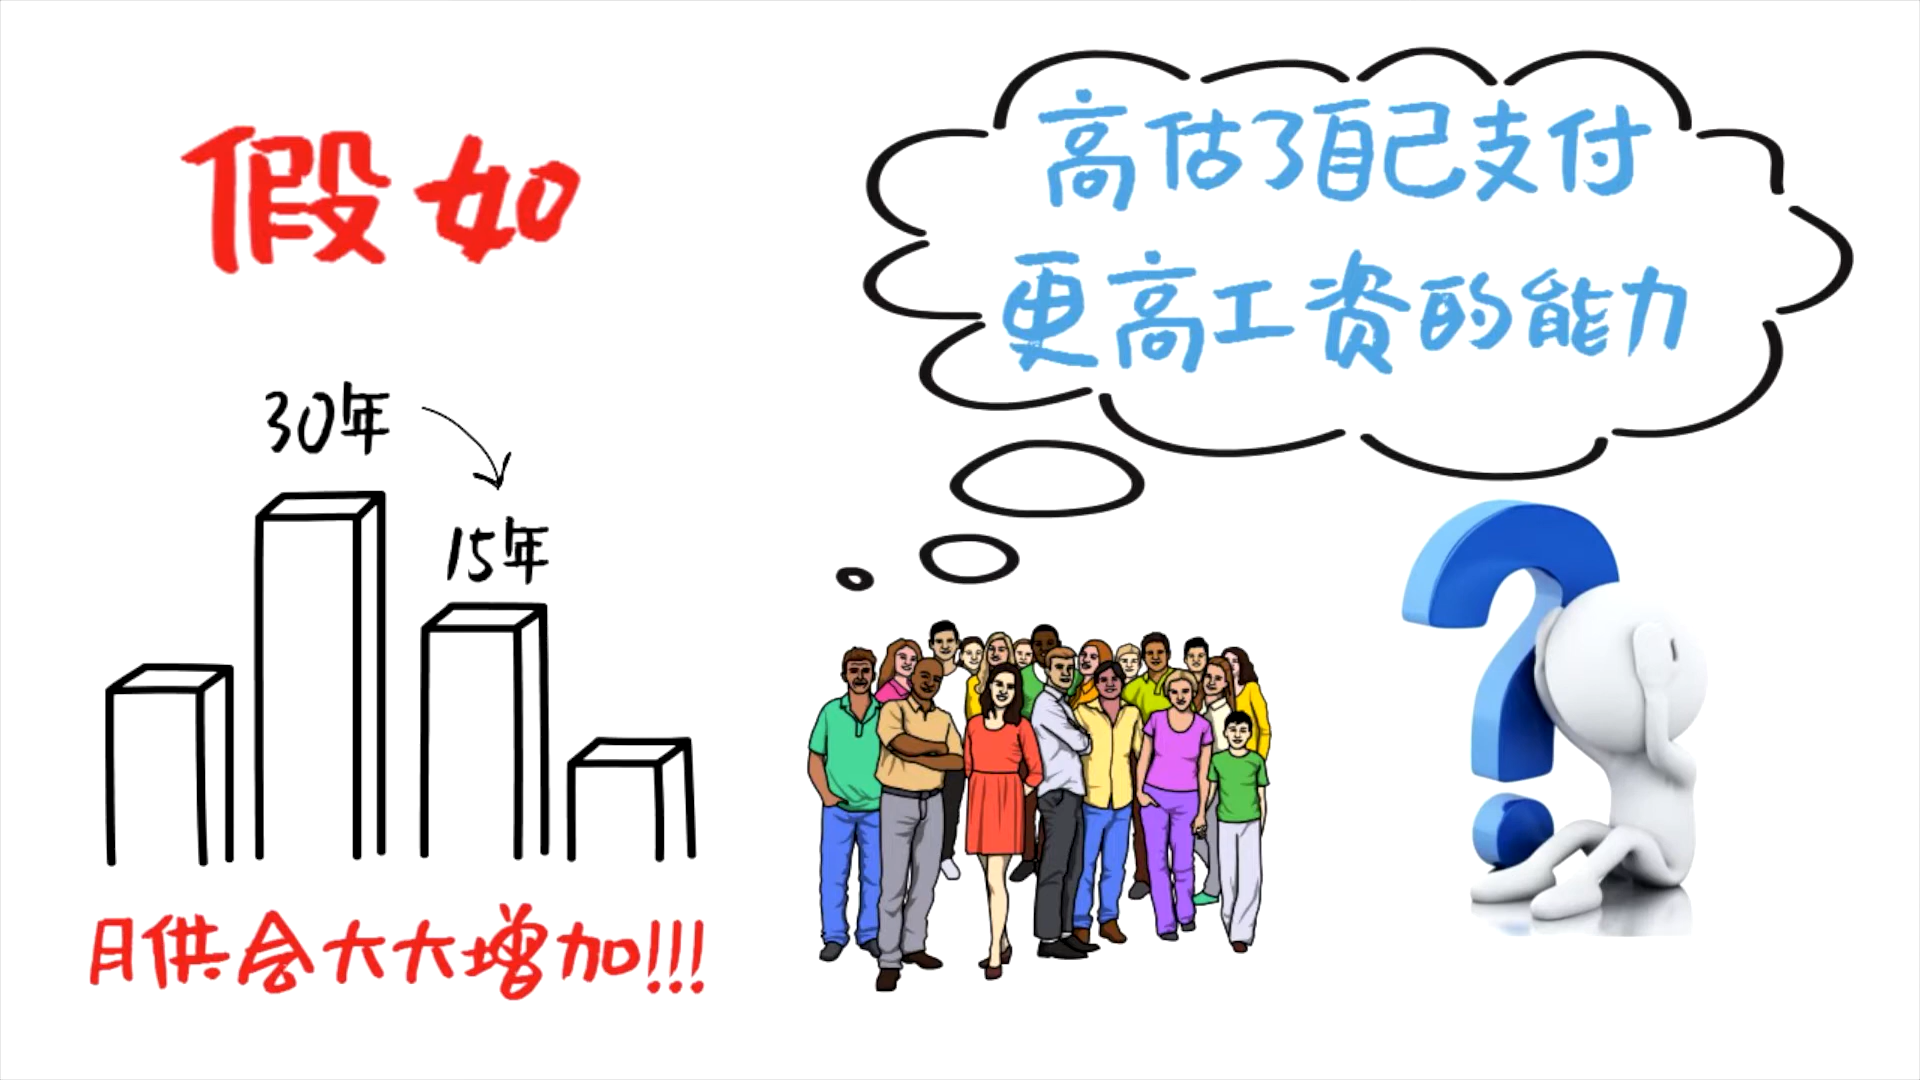 假如
高估了自己支付
更高工资的能力
30年
15年
月供会大大增加!!!